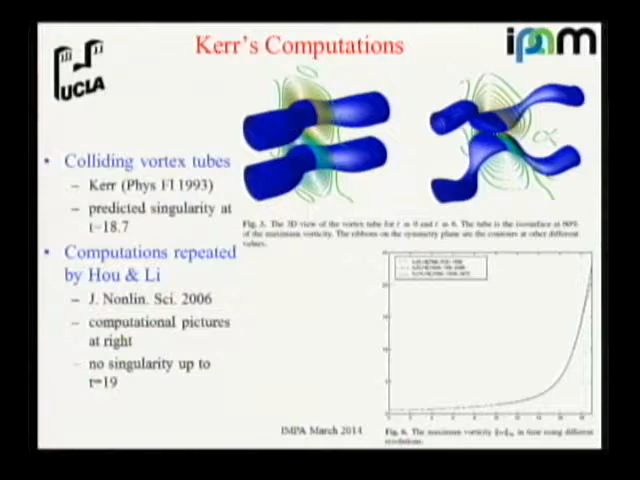 Kerr's Computations
UCLA
ipam
• Colliding vortex tubes
– Kerr (Phys Fl 1993)
– predicted singularity at
t~18.7
• Computations repeated
by Hou & Li
– J. Nonlin. Sci. 2006
– computational pictures
at right
– no singularity up to
t=19
Fig. 5. The 3D view of the vortex tube for t = 0 and t = 6. The tube is the isosurface at 60%
of the maximum vorticity. The ribbons on the symmetry plane are the contours at other different
values.
Fig. 6. The maximum vorticity in time using different
resolutions.
IMPA March 2014